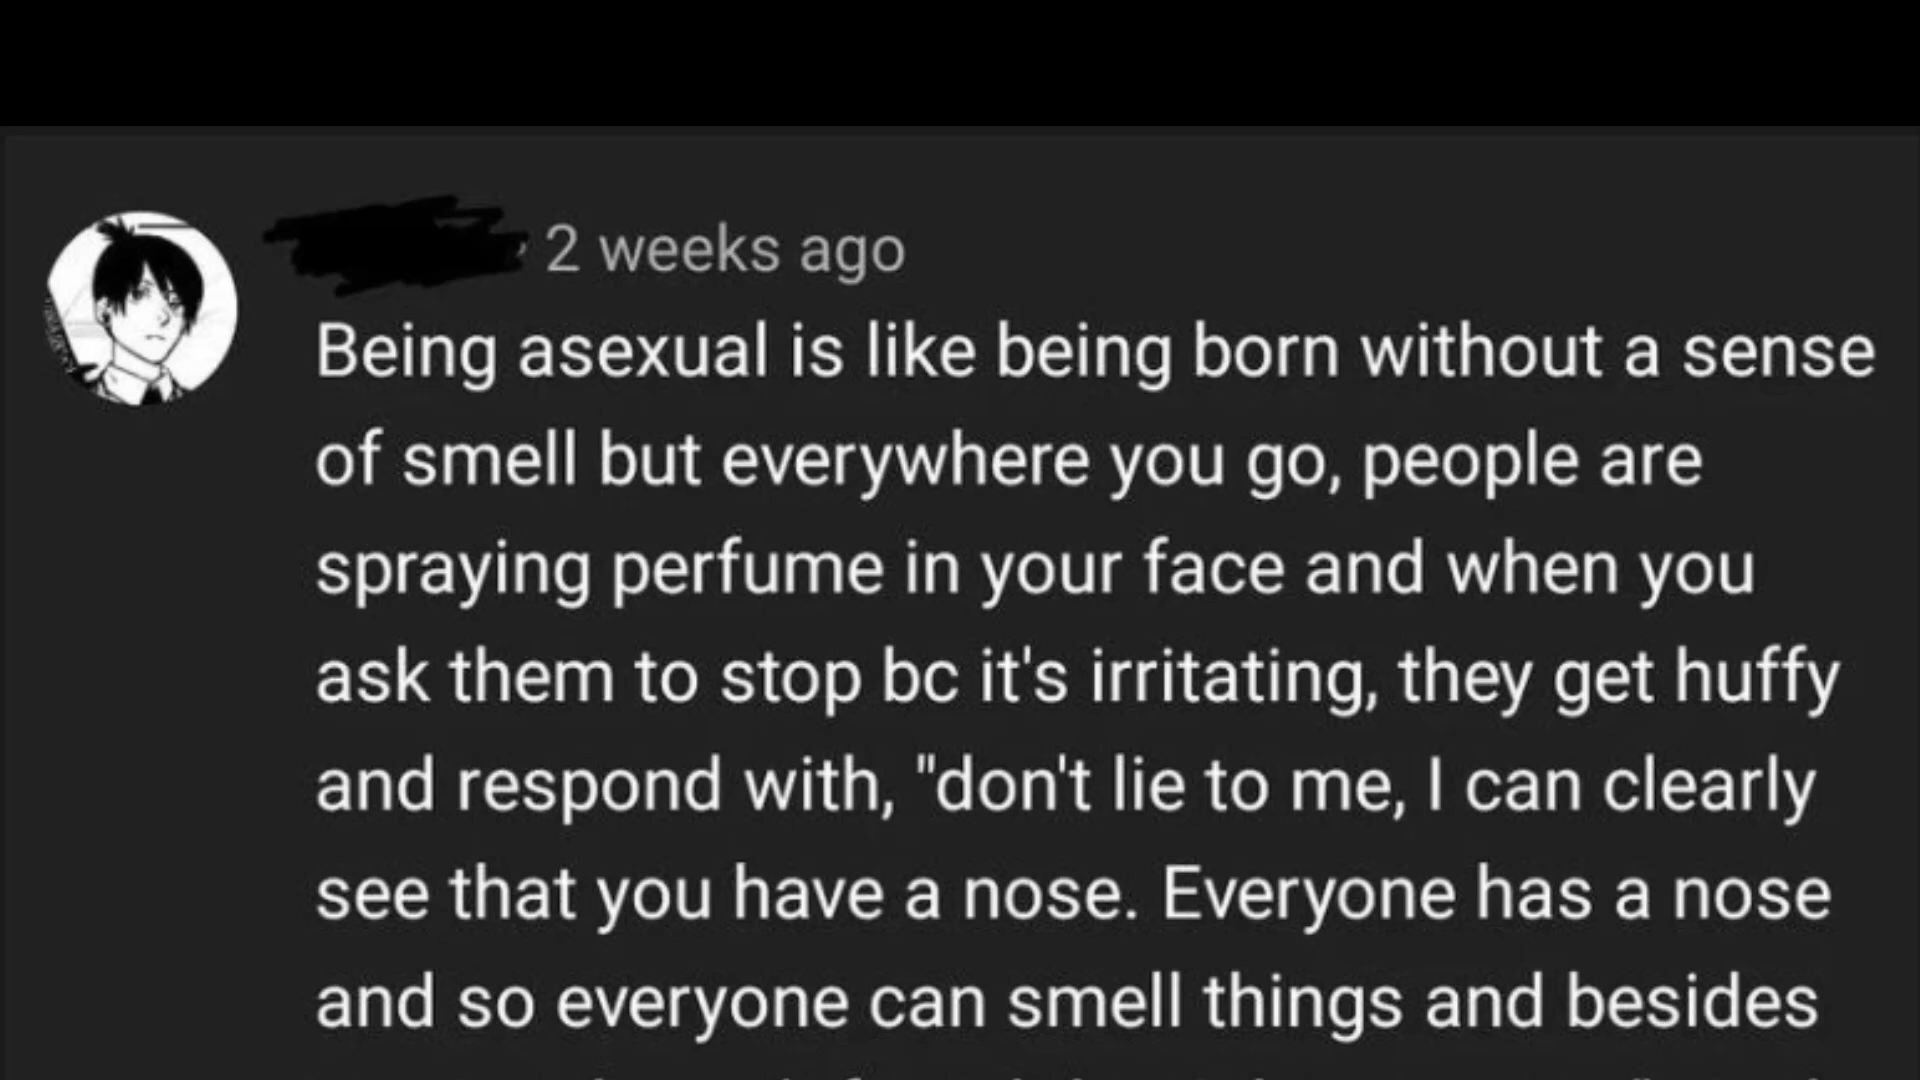 2 weeks ago
Being asexual is like being born without a sense
of smell but everywhere you go, people are
spraying perfume in your face and when you
ask them to stop bc it's irritating, they get huffy
and respond with, "don't lie to me, I can clearly
see that you have a nose. Everyone has a nose
and so everyone can smell things and besides